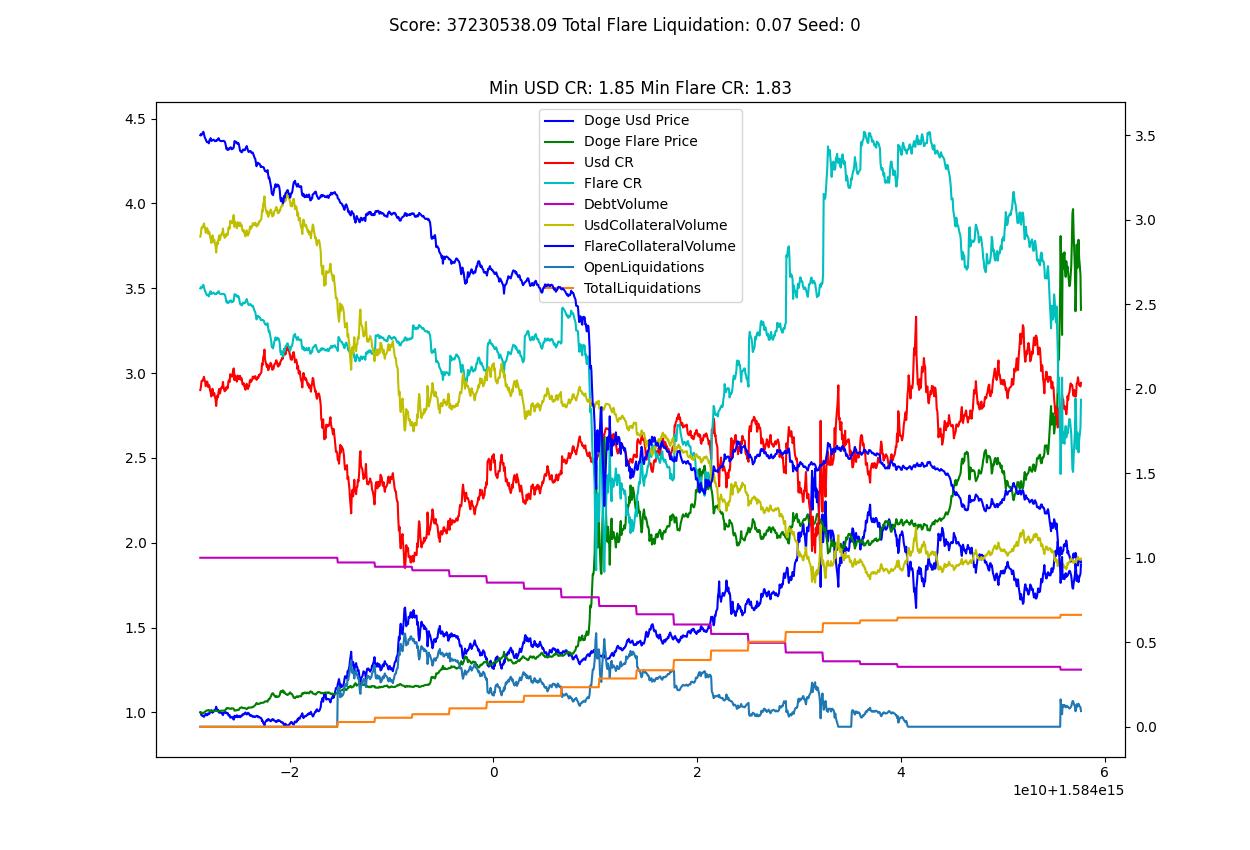 Score: 37230538.09 Total Flare Liquidation: 0.07 Seed: 0
Min USD CR: 1.85 Min Flare CR: 1.83
Doge Usd Price
Doge Flare Price
Usd CR
Flare CR
DebtVolume
UsdCollateralVolume
FlareCollateralVolume
OpenLiquidations
TotalLiquidations
4.5
4.0
3.5
3.0
2.5
2.0
1.5
1.0
3.5
3.0
2.5
2.0
1.5
1.0
0.5
0.0
−2
0
2
4
6
1e10+1.584e15